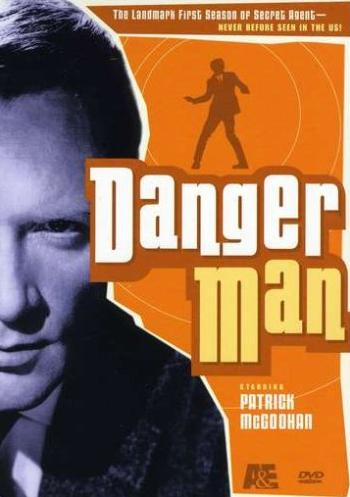 The Landmark First Season of Secret Agent—
Never Before Seen in the US!
Danger
Man
STARRING
PATRICK
McGOOHAN
A&E
DVD